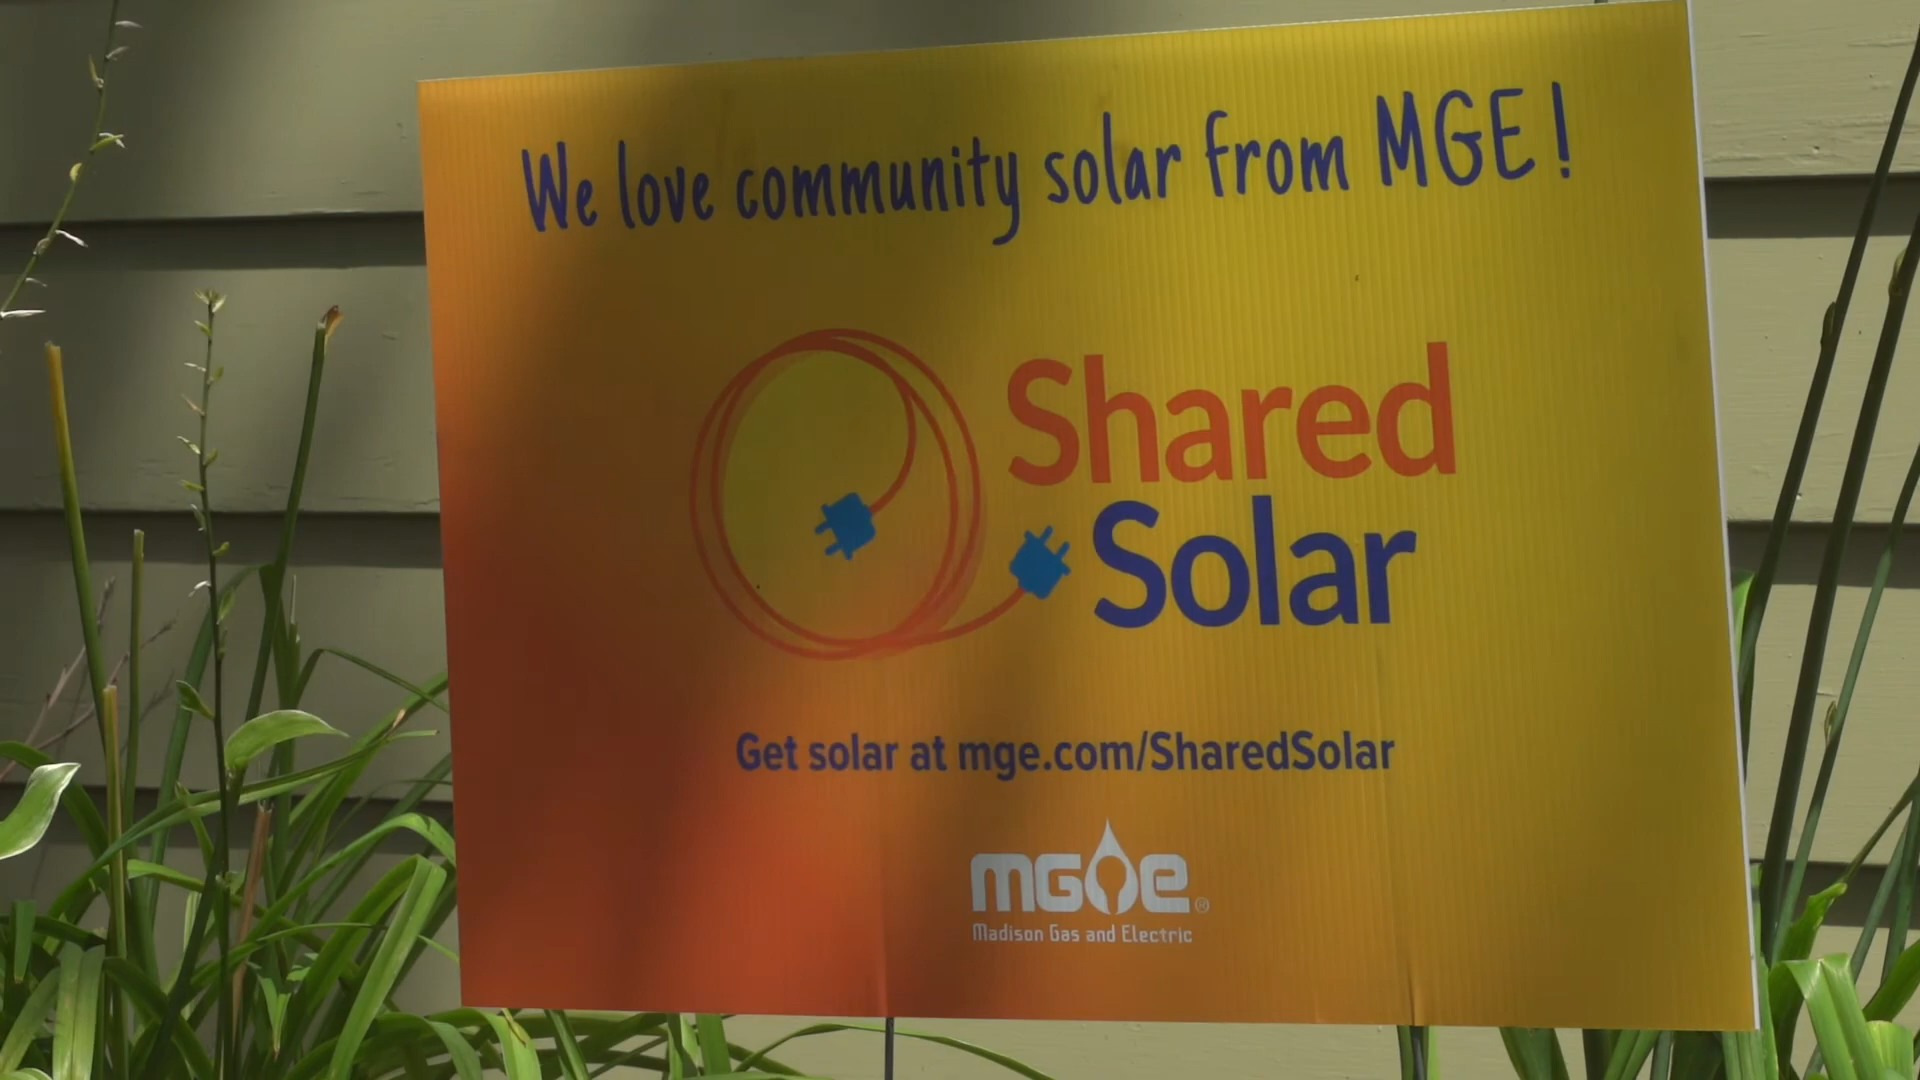 We love community solar from MGE!
Shared
Solar
Get solar at mge.com/SharedSolar
mge®
Madison Gas and Electric